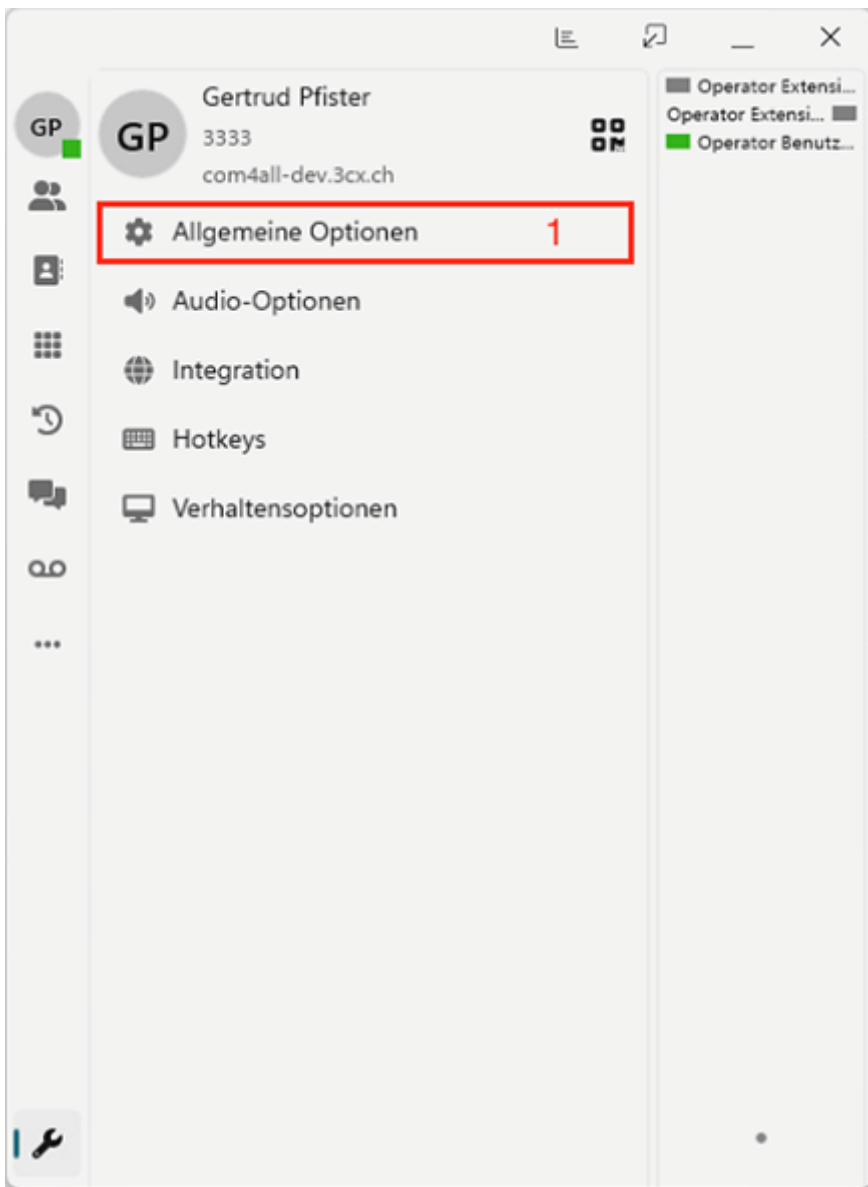 GP
GP
Gertrud Pfister
3333
com4all-dev.3cx.ch
Allgemeine Optionen 1
Audio-Optionen
Integration
Hotkeys
Verhaltensoptionen
Operator Extensi...
Operator Extensi...
Operator Benutz...